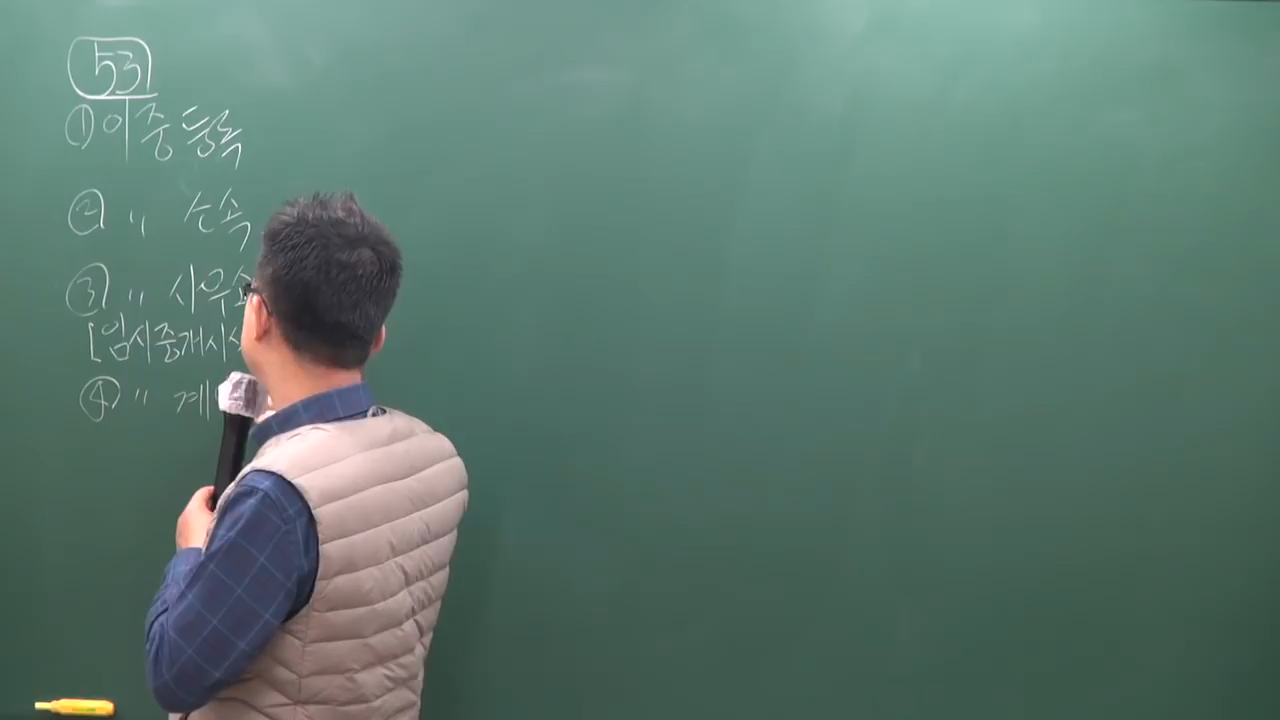 53
① 이중등록
② 〃 소속
③ 〃 사무소
[임시중개시설
④ 〃 계